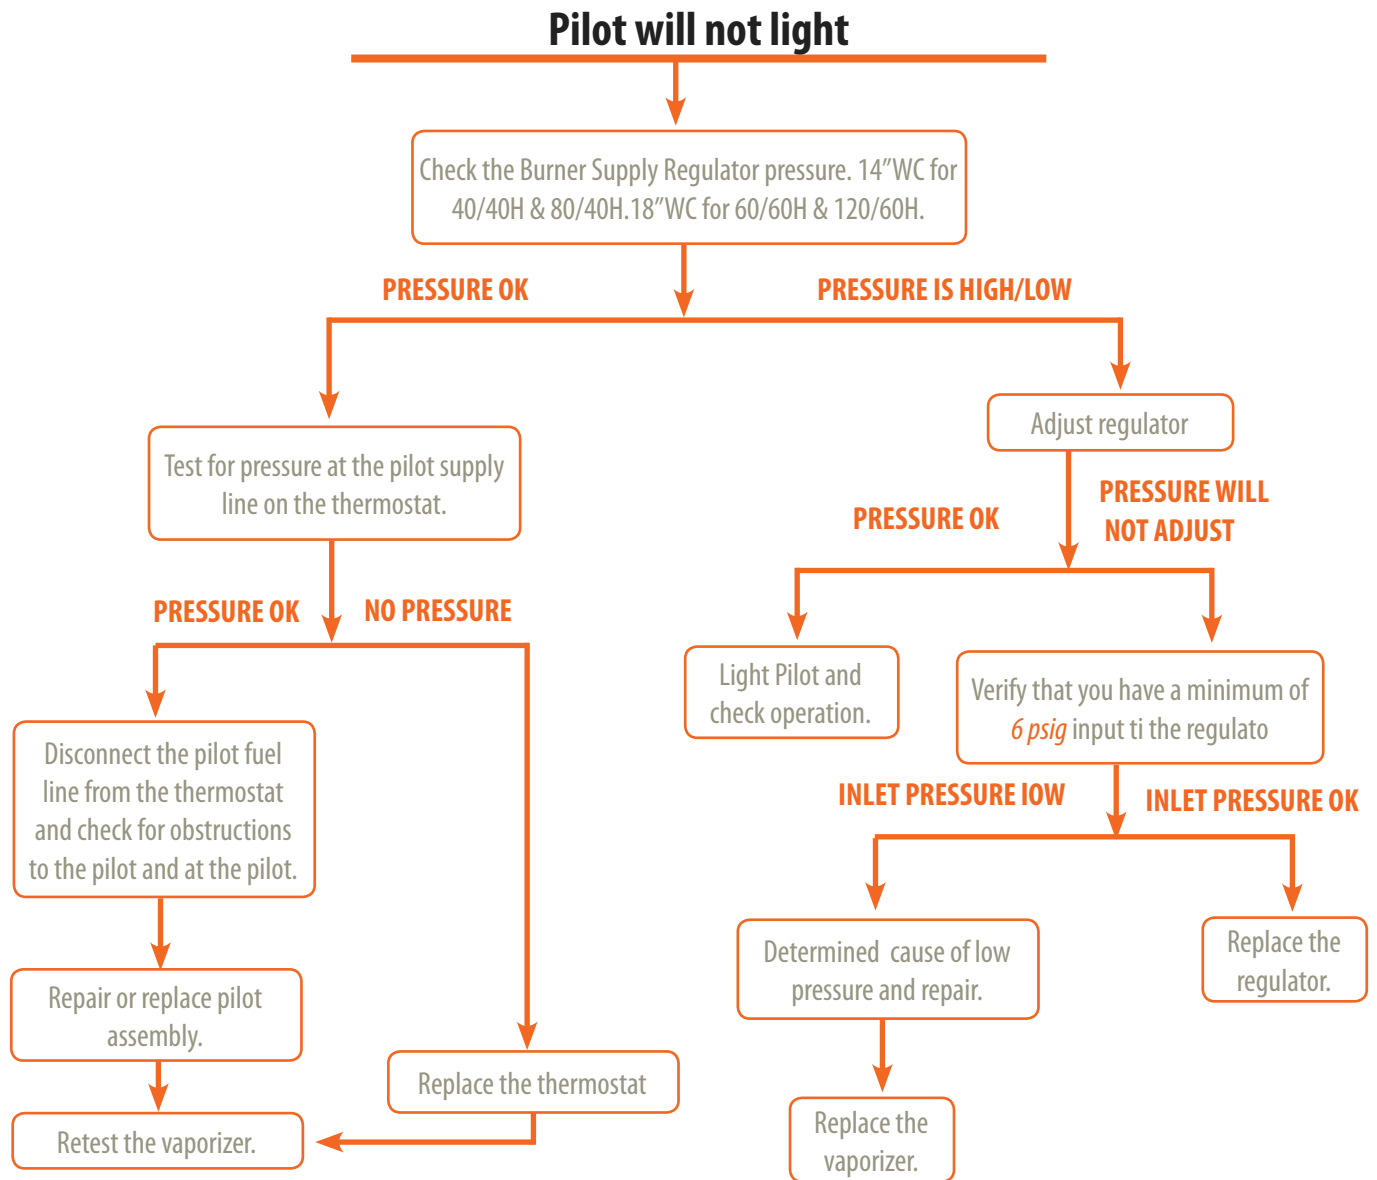 Pilot will not light
Check the Burner Supply Regulator pressure. 14"WC for
40/40H & 80/40H.18"WC for 60/60H & 120/60H.
PRESSURE OK
PRESSURE IS HIGH/LOW
Test for pressure at the pilot supply
line on the thermostat.
Adjust regulator
PRESSURE OK
PRESSURE WILL
NOT ADJUST
PRESSURE OK
NO PRESSURE
Light Pilot and
check operation.
Verify that you have a minimum of
6 psig input ti the regulato
Disconnect the pilot fuel
line from the thermostat
and check for obstructions
to the pilot and at the pilot.
INLET PRESSURE lOW
INLET PRESSURE OK
Determined  cause of low
pressure and repair.
Replace the
regulator.
Repair or replace pilot
assembly.
Replace the thermostat
Retest the vaporizer.
Replace the
vaporizer.